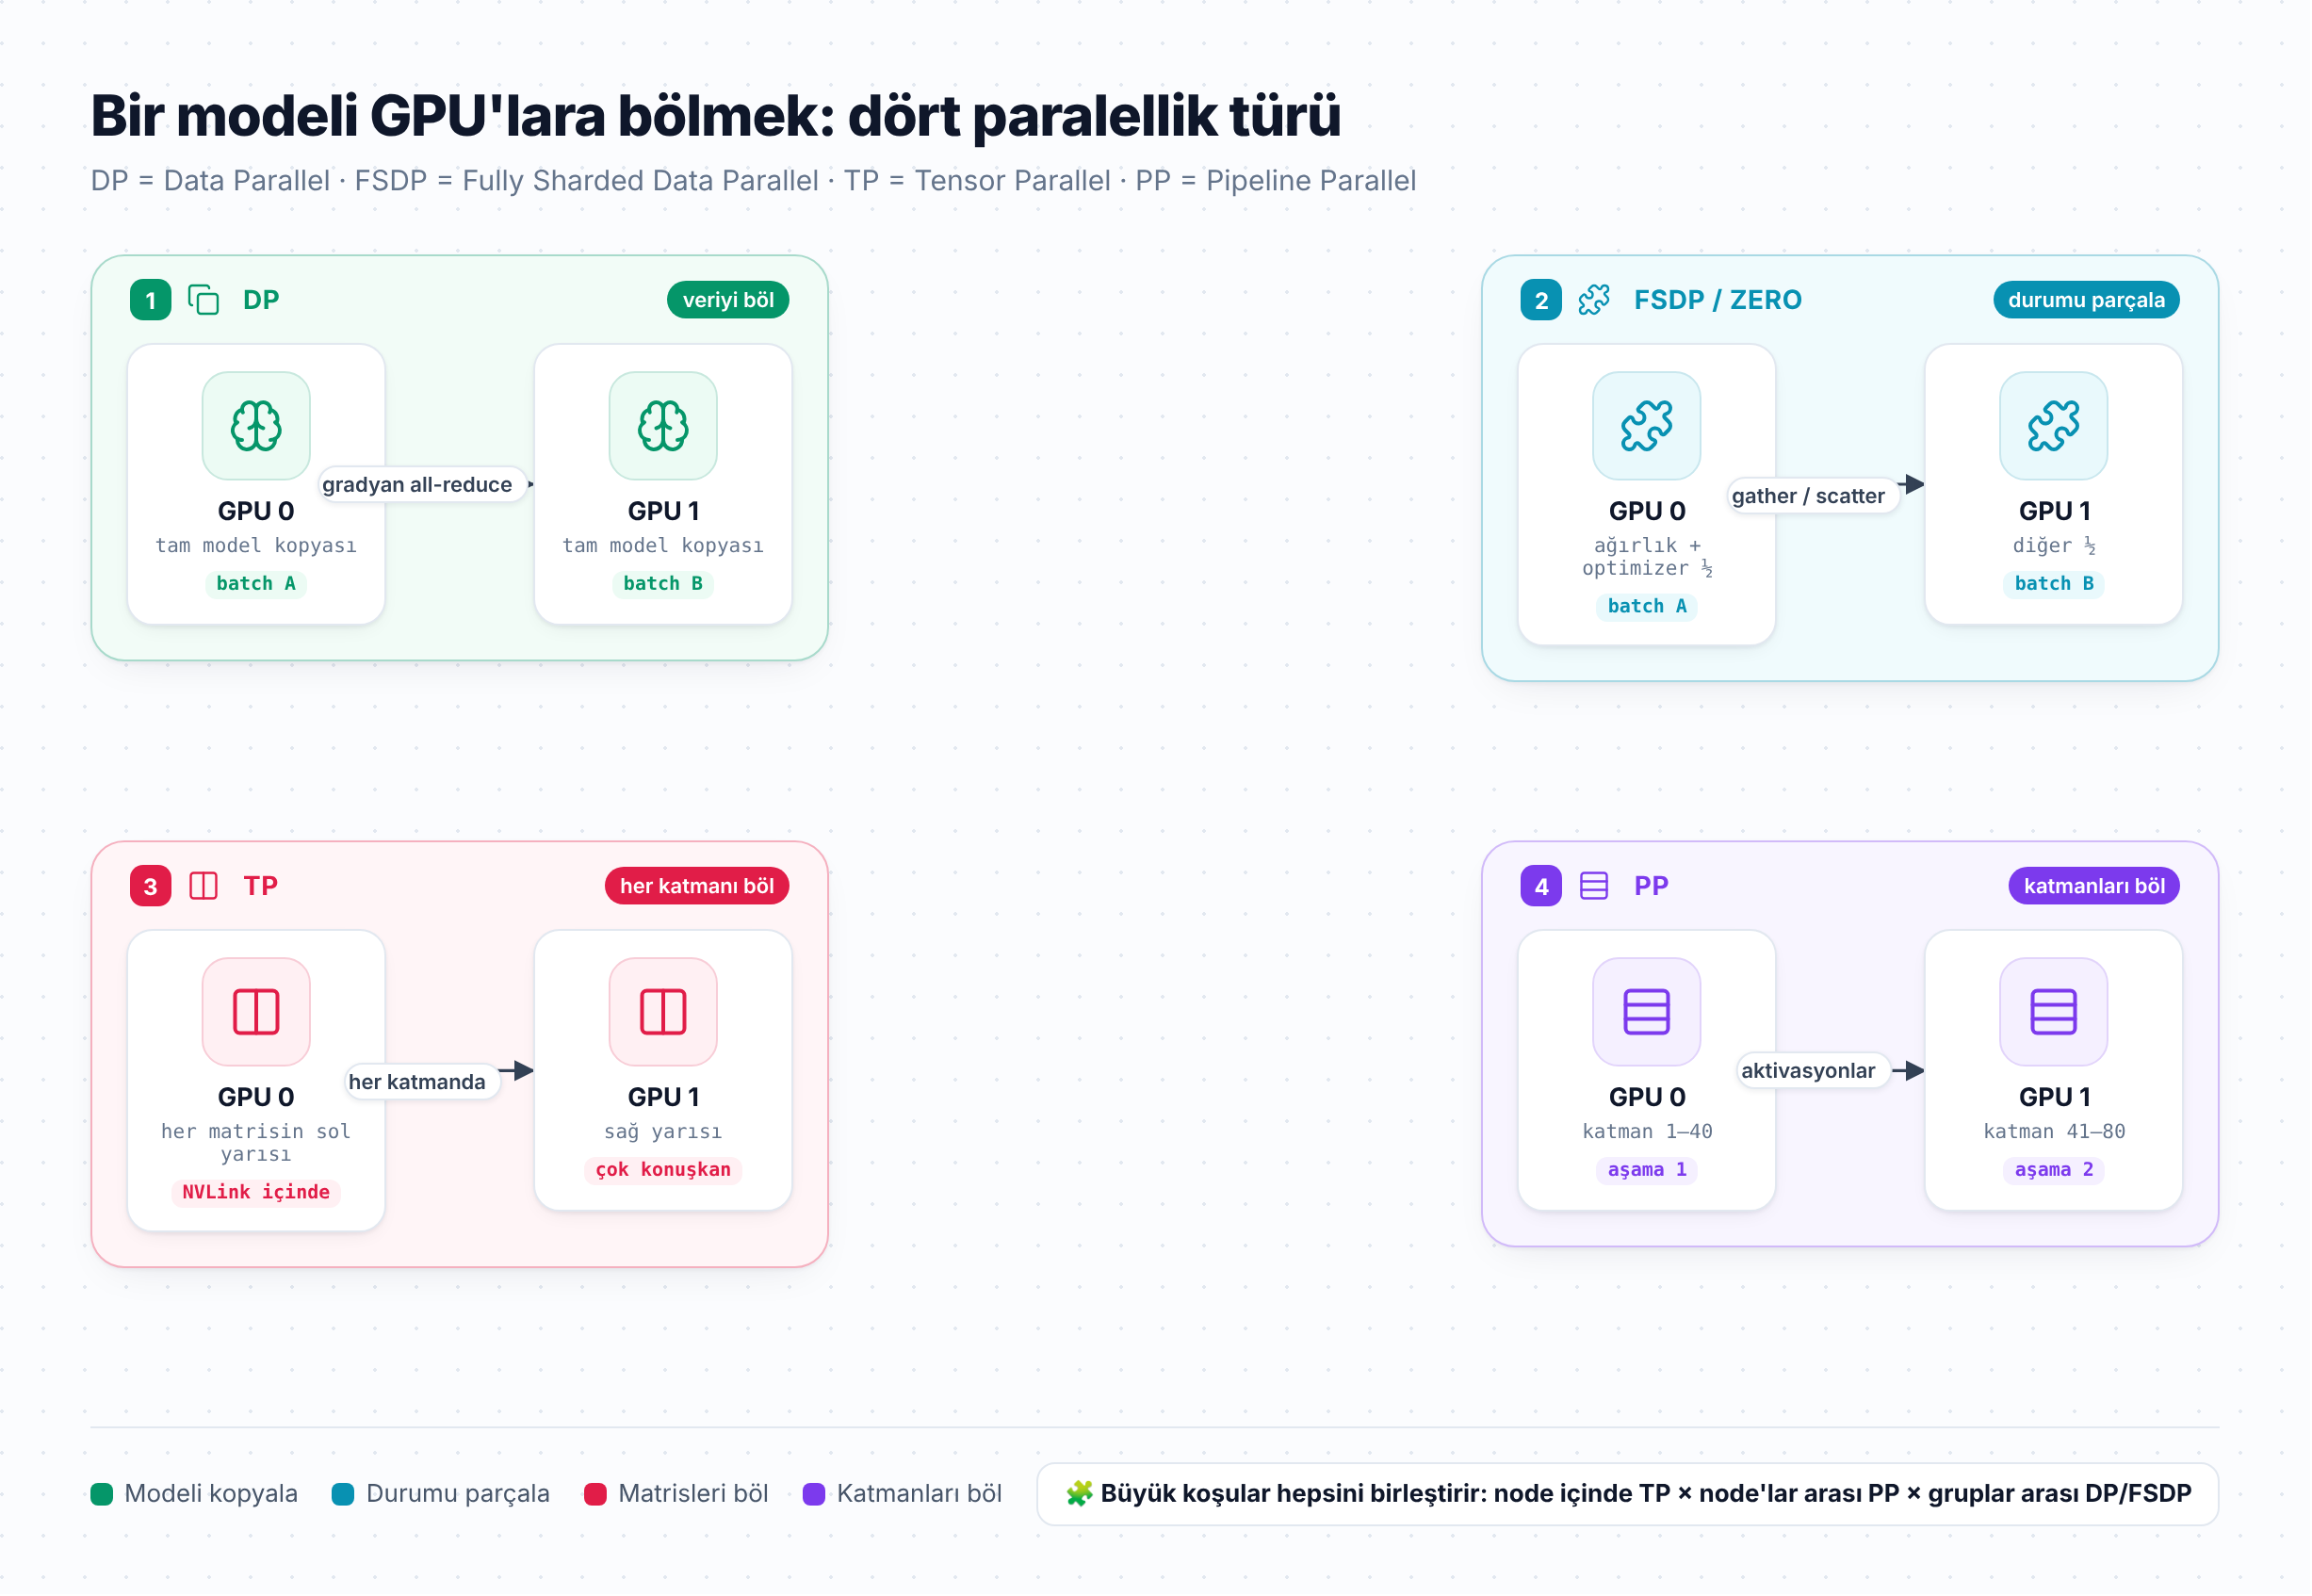 Bir modeli GPU'lara bölmek: dört paralellik türü
DP = Data Parallel · FSDP = Fully Sharded Data Parallel · TP = Tensor Parallel · PP = Pipeline Parallel
1 DP veriyi böl
GPU 0
tam model kopyası
batch A
gradyan all-reduce
GPU 1
tam model kopyası
batch B
2 FSDP / ZERO durumu parçala
GPU 0
ağırlık +
optimizer ½
batch A
gather / scatter
GPU 1
diğer ½
batch B
3 TP her katmanı böl
GPU 0
her matrisin sol
yarısı
NVLink içinde
her katmanda
GPU 1
sağ yarısı
çok konuşkan
4 PP katmanları böl
GPU 0
katman 1–40
aşama 1
aktivasyonlar
GPU 1
katman 41–80
aşama 2
Modeli kopyala Durumu parçala Matrisleri böl Katmanları böl
🧩 Büyük koşular hepsini birleştirir: node içinde TP × node'lar arası PP × gruplar arası DP/FSDP